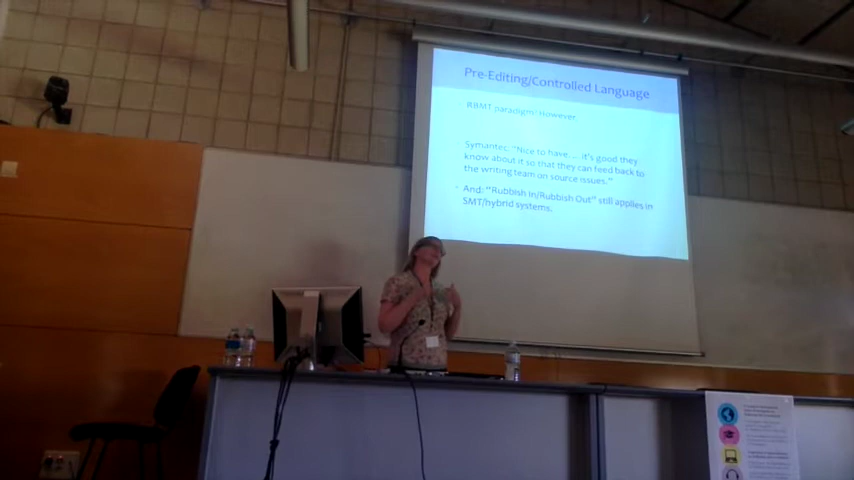 Pre-Editing/Controlled Language
RBMT paradigm! However,
Symantec: "Nice to have ... it's good they
know about it so that they can feed back to
the writing team on source issues."
And: "Rubbish In/Rubbish Out" still applies in
SMT/hybrid systems.